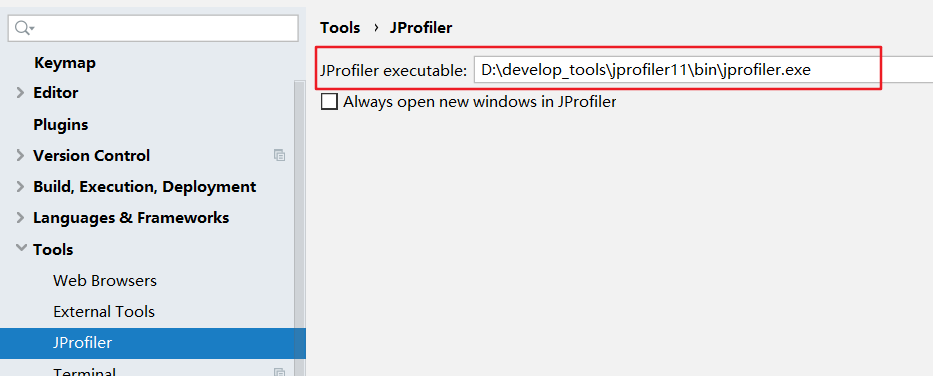 Tools › JProfiler
Keymap
Editor
Plugins
Version Control
Build, Execution, Deployment
Languages & Frameworks
Tools
Web Browsers
External Tools
JProfiler
Terminal
JProfiler executable: D:\develop_tools\jprofiler11\bin\jprofiler.exe
Always open new windows in JProfiler